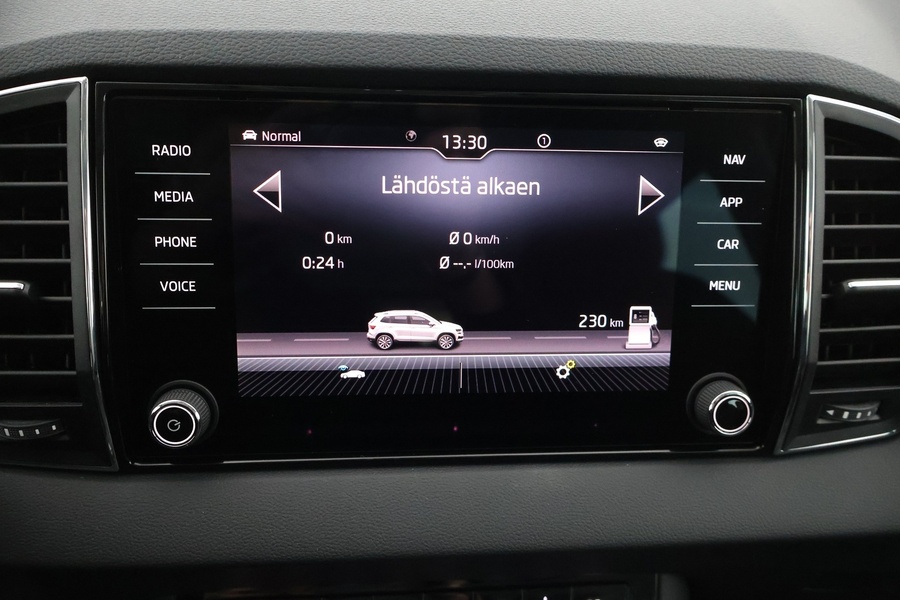 Normal
13:30
1
RADIO
MEDIA
PHONE
VOICE
NAV
APP
CAR
MENU
Lähdöstä alkaen
0 km
Ø 0 km/h
0:24 h
Ø --,- l/100km
230 km